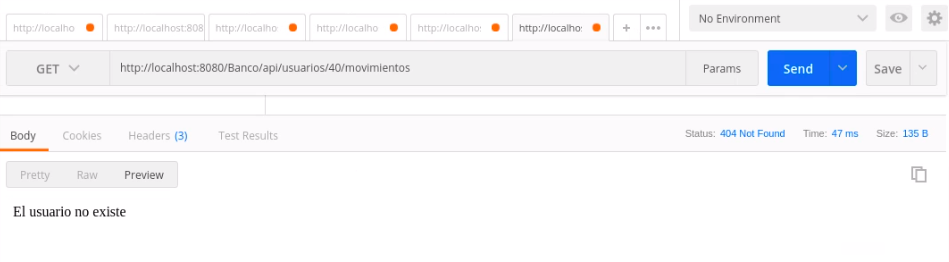 http://localho
http://localhost:808
http://localho
http://localho
http://localho
http://localho
+
•••
No Environment
GET
http://localhost:8080/Banco/api/usuarios/40/movimientos
Params
Send
Save
Body
Cookies
Headers (3)
Test Results
Status: 404 Not Found
Time: 47 ms
Size: 135 B
Pretty
Raw
Preview
El usuario no existe